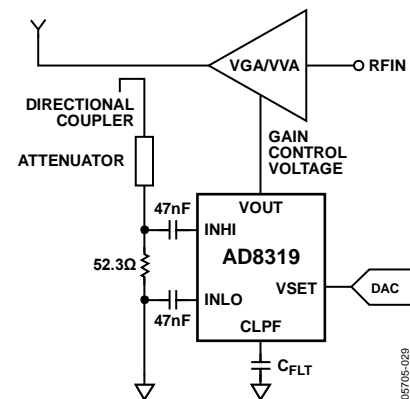 VGA/VVA
RFIN
DIRECTIONAL
COUPLER
ATTENUATOR
GAIN
CONTROL
VOLTAGE
47nF
VOUT
INHI
AD8319
52.3Ω
VSET
DAC
INLO
47nF
CLPF
CFLT
05705-029